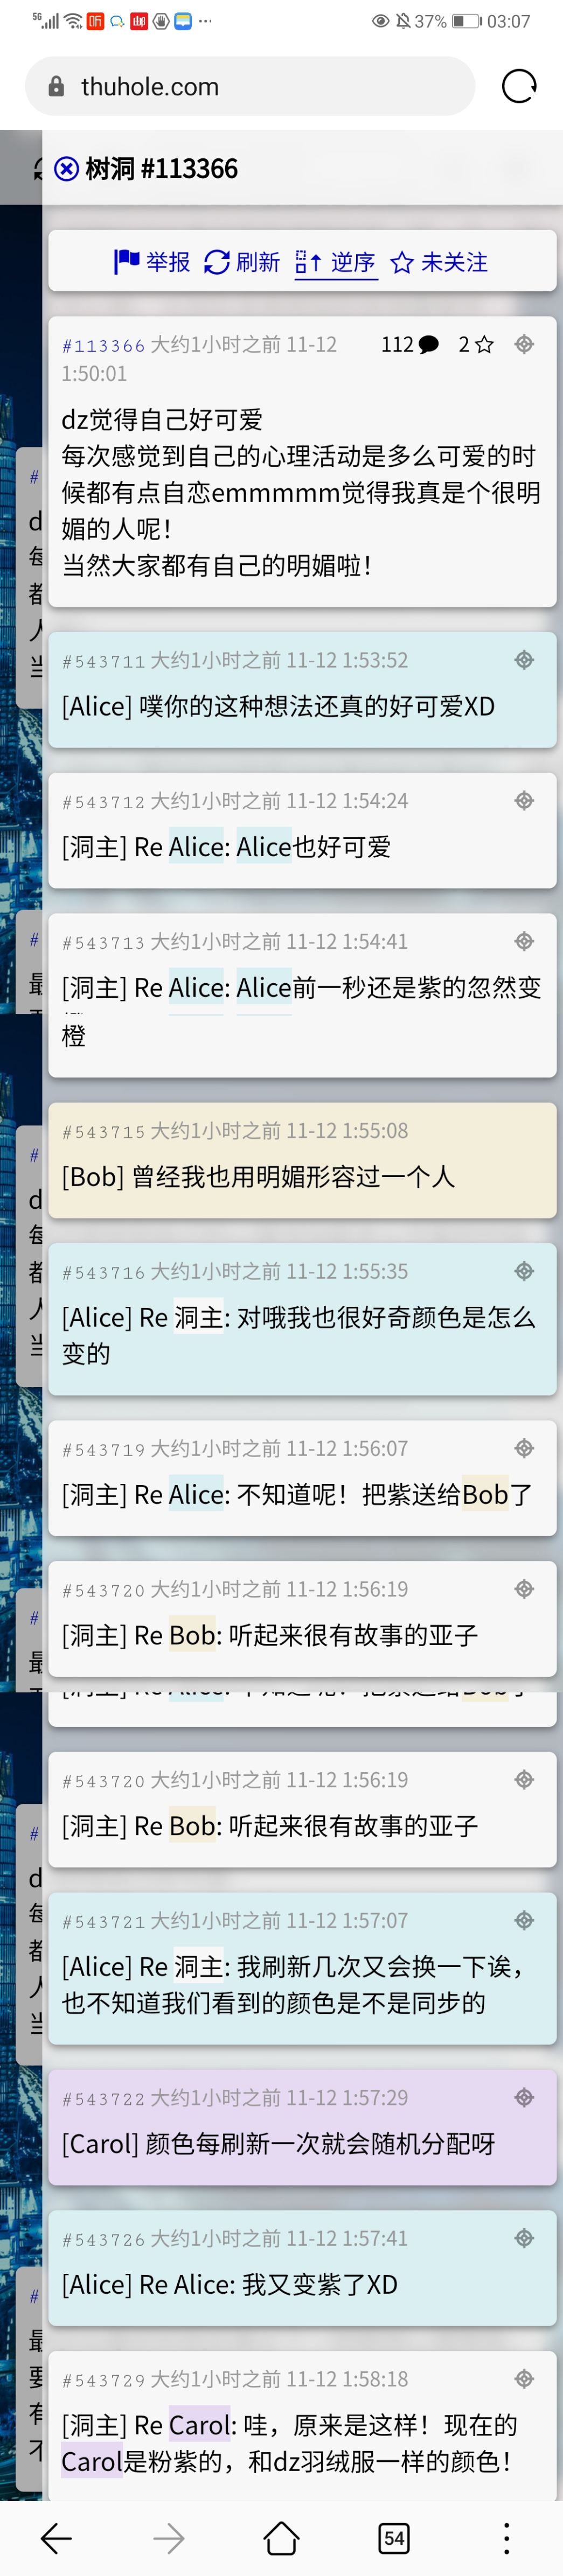 5G 听 邮 ... 37% 03:07
thuhole.com
树洞 #113366
举报 刷新 逆序 未关注
#113366 大约1小时之前 11-12 112 2
1:50:01
dz觉得自己好可爱
每次感觉到自己的心理活动是多么可爱的时
候都有点自恋emmmmm觉得我真是个很明
媚的人呢！
当然大家都有自己的明媚啦！
#543711 大约1小时之前 11-12 1:53:52
[Alice] 噗你的这种想法还真的好可爱XD
#543712 大约1小时之前 11-12 1:54:24
[洞主] Re Alice: Alice也好可爱
#543713 大约1小时之前 11-12 1:54:41
[洞主] Re Alice: Alice前一秒还是紫的忽然变
橙
#543715 大约1小时之前 11-12 1:55:08
[Bob] 曾经我也用明媚形容过一个人
#543716 大约1小时之前 11-12 1:55:35
[Alice] Re 洞主: 对哦我也很好奇颜色是怎么
变的
#543719 大约1小时之前 11-12 1:56:07
[洞主] Re Alice: 不知道呢！把紫送给Bob了
#543720 大约1小时之前 11-12 1:56:19
[洞主] Re Bob: 听起来很有故事的亚子
#543720 大约1小时之前 11-12 1:56:19
[洞主] Re Bob: 听起来很有故事的亚子
#543721 大约1小时之前 11-12 1:57:07
[Alice] Re 洞主: 我刷新几次又会换一下诶，
也不知道我们看到的颜色是不是同步的
#543722 大约1小时之前 11-12 1:57:29
[Carol] 颜色每刷新一次就会随机分配呀
#543726 大约1小时之前 11-12 1:57:41
[Alice] Re Alice: 我又变紫了XD
#543729 大约1小时之前 11-12 1:58:18
[洞主] Re Carol: 哇，原来是这样！现在的
Carol是粉紫的，和dz羽绒服一样的颜色！
54